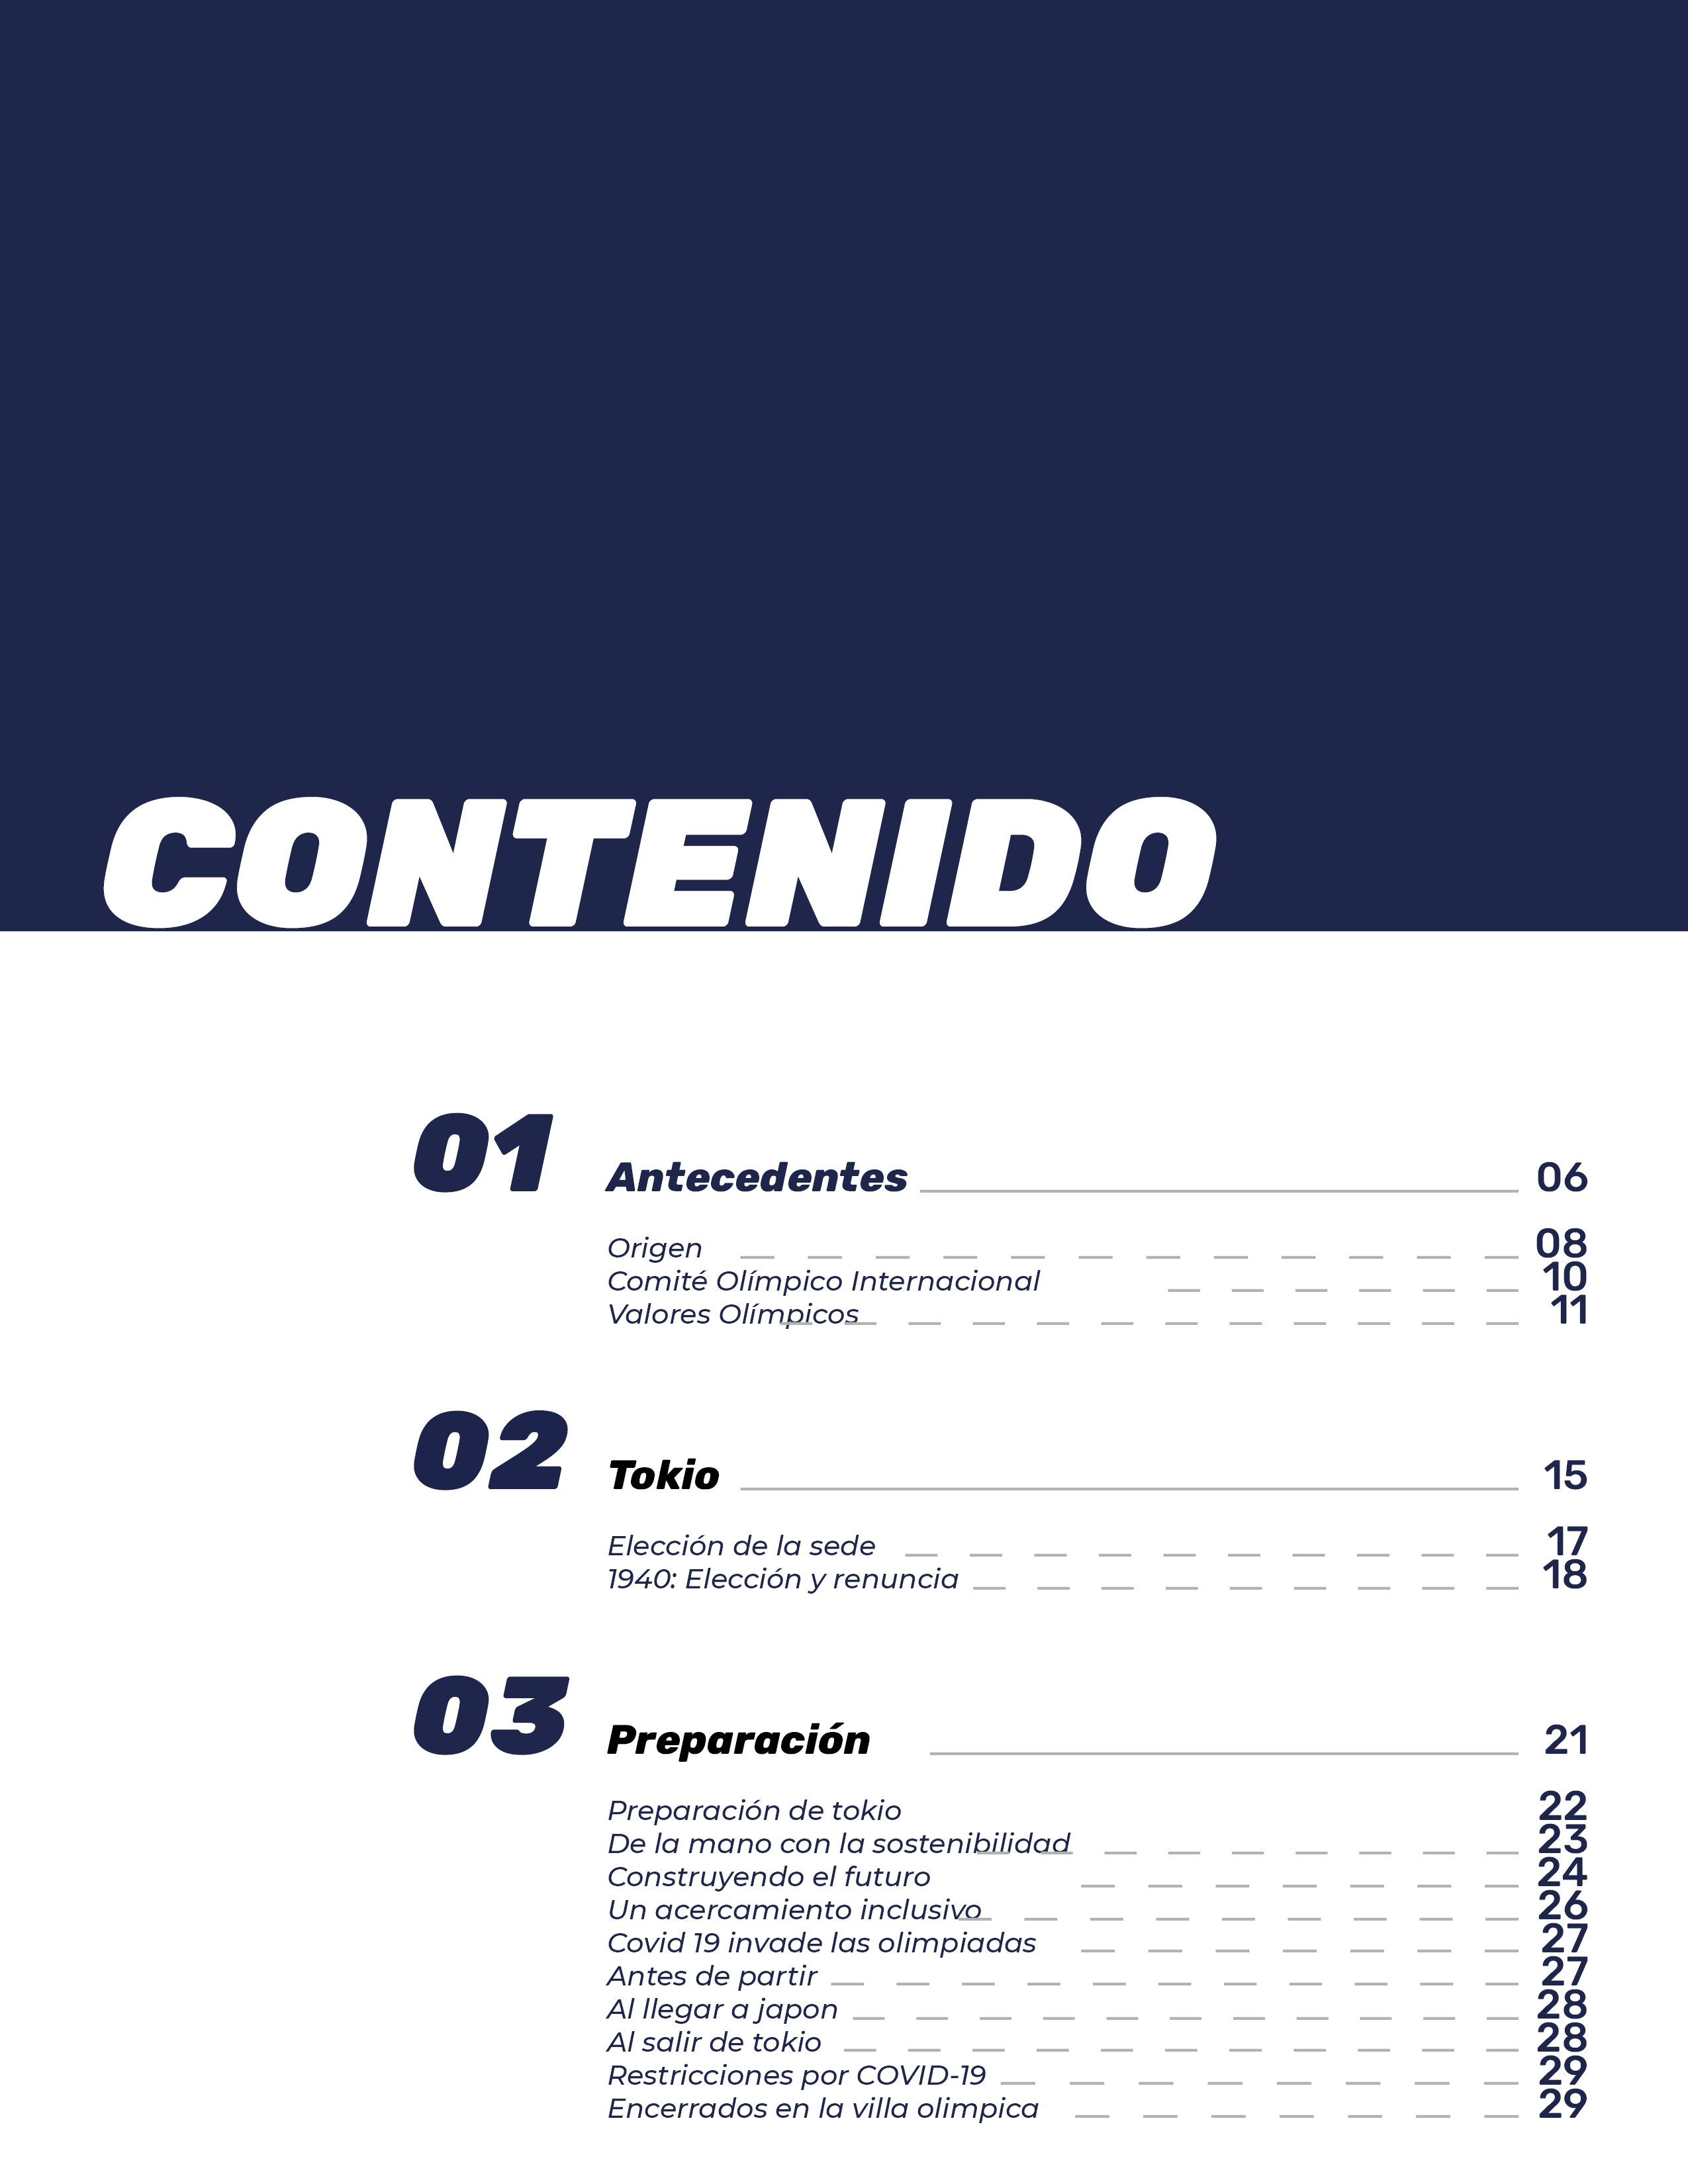 CONTENIDO
01 Antecedentes 06
Origen 08
Comité Olímpico Internacional 10
Valores Olímpicos 11
02 Tokio 15
Elección de la sede 17
1940: Elección y renuncia 18
03 Preparación 21
Preparación de tokio 22
De la mano con la sostenibilidad 23
Construyendo el futuro 24
Un acercamiento inclusivo 26
Covid 19 invade las olimpiadas 27
Antes de partir 27
Al llegar a japon 28
Al salir de tokio 28
Restricciones por COVID-19 29
Encerrados en la villa olimpica 29